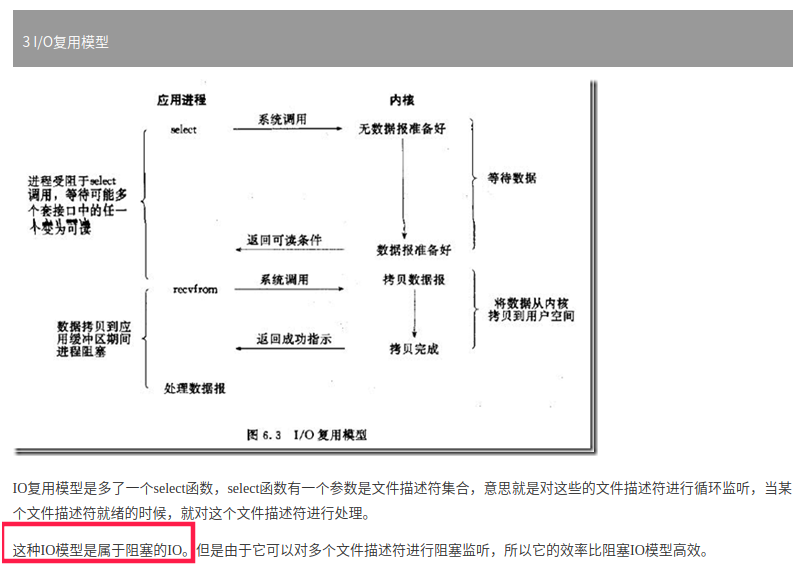 3 I/O复用模型
应用进程
内核
select
系统调用
无数据报准备好
进程受阻于select
调用，等待可能多
个套接口中的任一
个变为可读
等待数据
返回可读条件
数据报准备好
recvfrom
系统调用
拷贝数据报
数据拷贝到应
用缓冲区期间
进程阻塞
将数据从内核
拷贝到用户空间
返回成功指示
拷贝完成
处理数据报
图 6.3 I/O 复用模型
IO复用模型是多了一个select函数，select函数有一个参数是文件描述符集合，意思就是对这些的文件描述符进行循环监听，当某
个文件描述符就绪的时候，就对这个文件描述符进行处理。
这种IO模型是属于阻塞的IO。但是由于它可以对多个文件描述符进行阻塞监听，所以它的效率比阻塞IO模型高效。